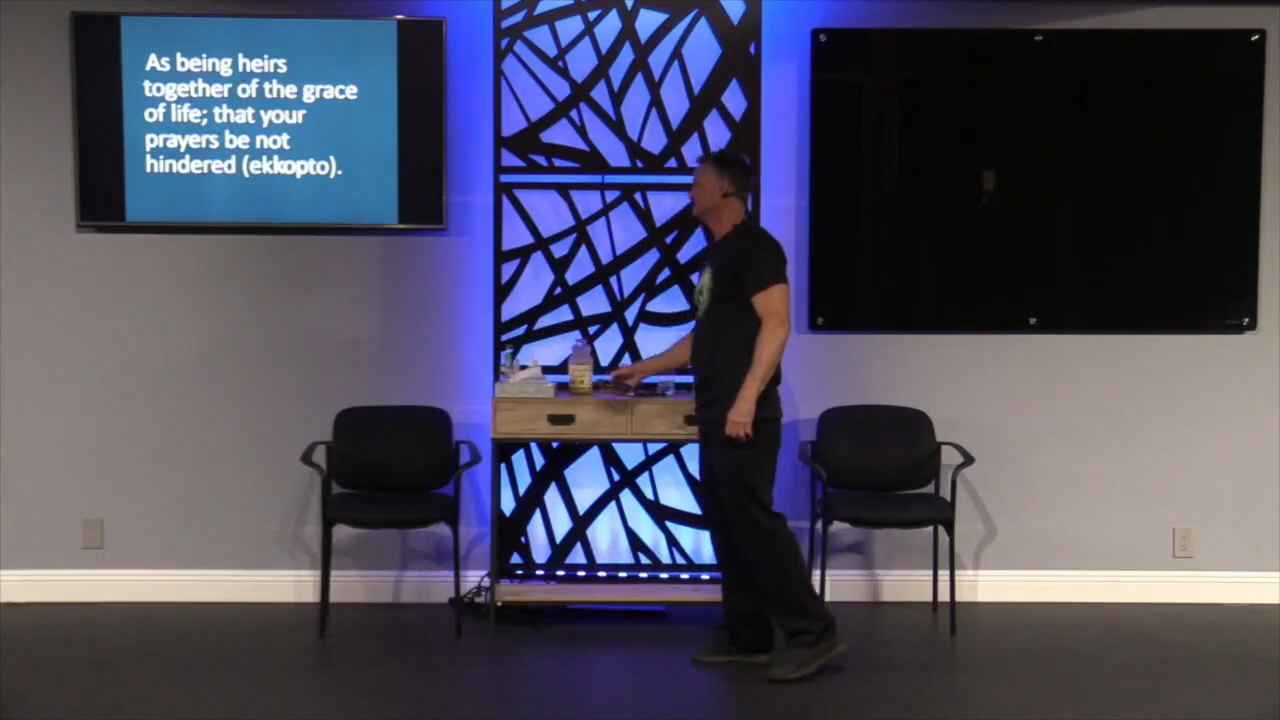 As being heirs
together of the grace
of life; that your
prayers be not
hindered (ekkopto).